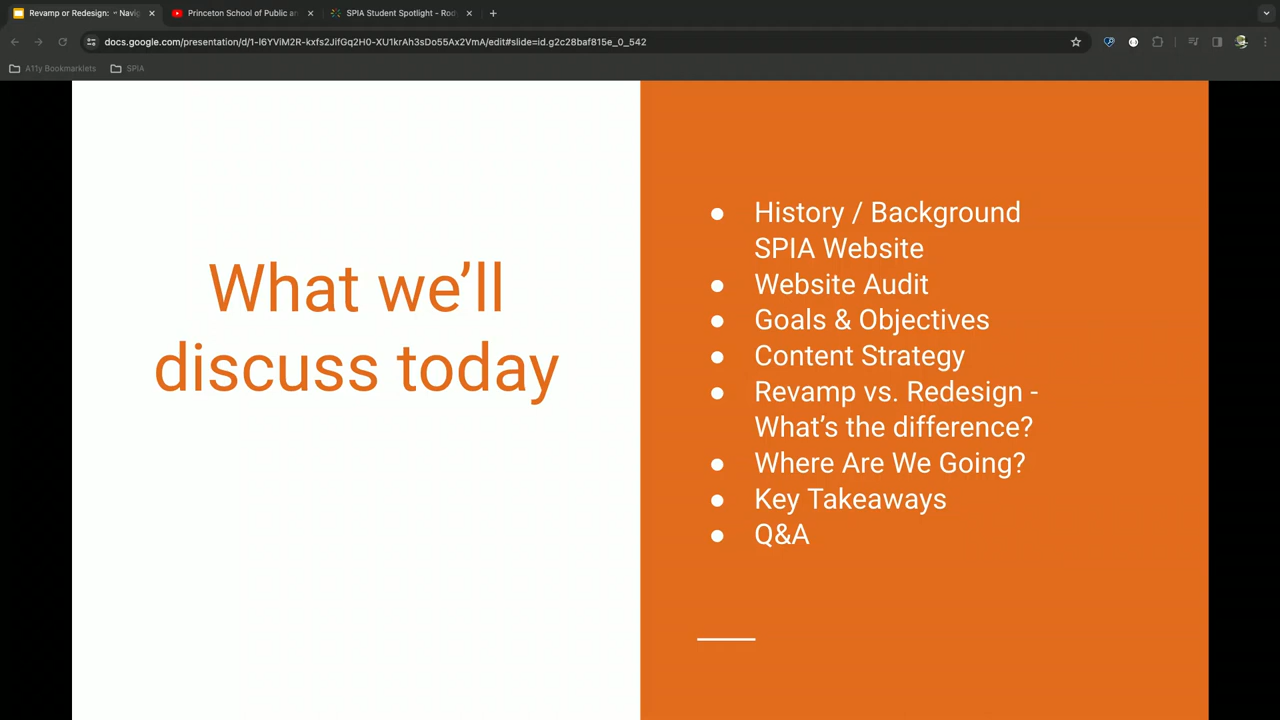 Revamp or Redesign: - Navig
Princeton School of Public an
SPIA Student Spotlight - Rod
docs.google.com/presentation/d/1-l6YViM2R-kxfs2JifGq2H0-XU1krAh3sDo55Ax2VmA/edit#slide=id.g2c28baf815e_0_542
A11y Bookmarklets
SPIA
What we’ll
discuss today
● History / Background
SPIA Website
● Website Audit
● Goals & Objectives
● Content Strategy
● Revamp vs. Redesign -
What’s the difference?
● Where Are We Going?
● Key Takeaways
● Q&A